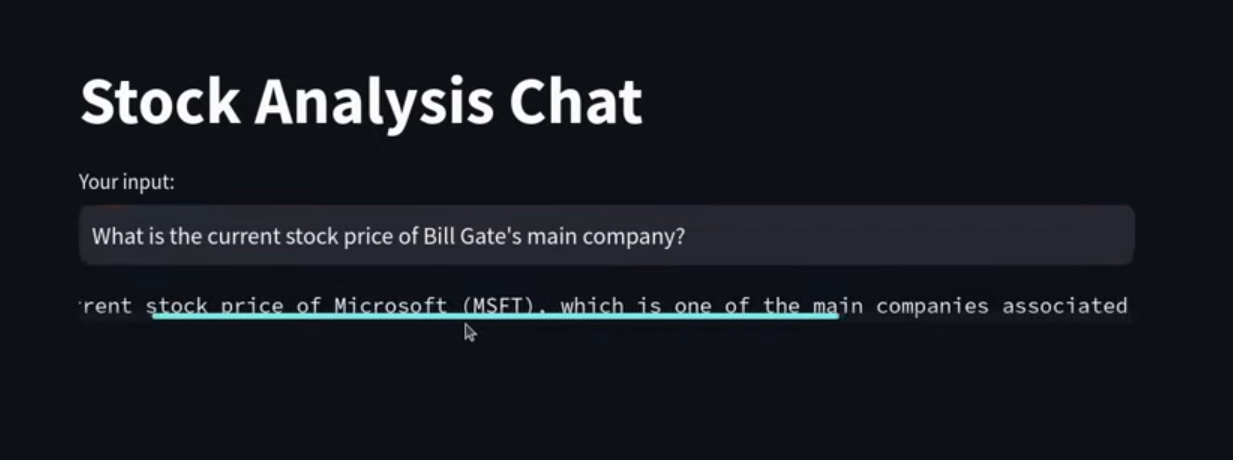 Stock Analysis Chat
Your input:
What is the current stock price of Bill Gate's main company?
stock price of Microsoft (MSFT), which is one of the main companies associated